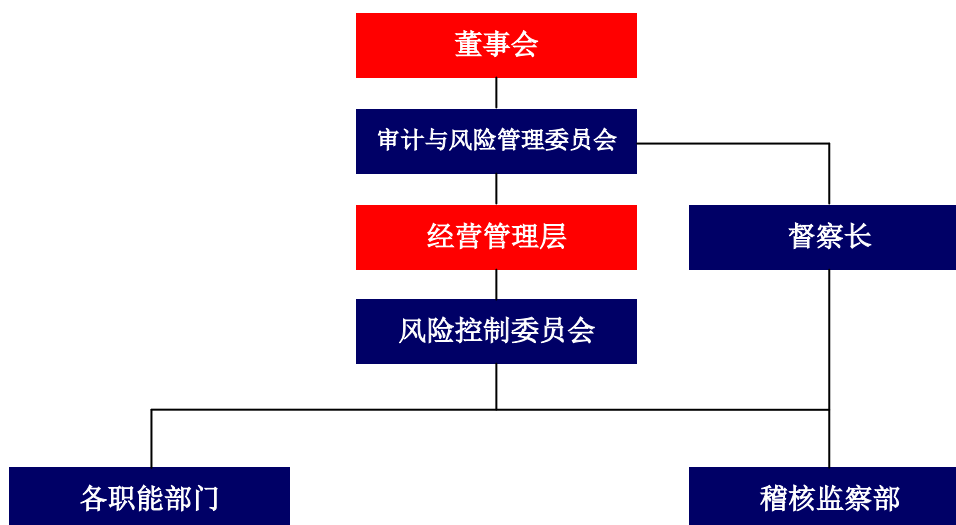 董事会
审计与风险管理委员会
经营管理层
督察长
风险控制委员会
各职能部门
稽核监察部